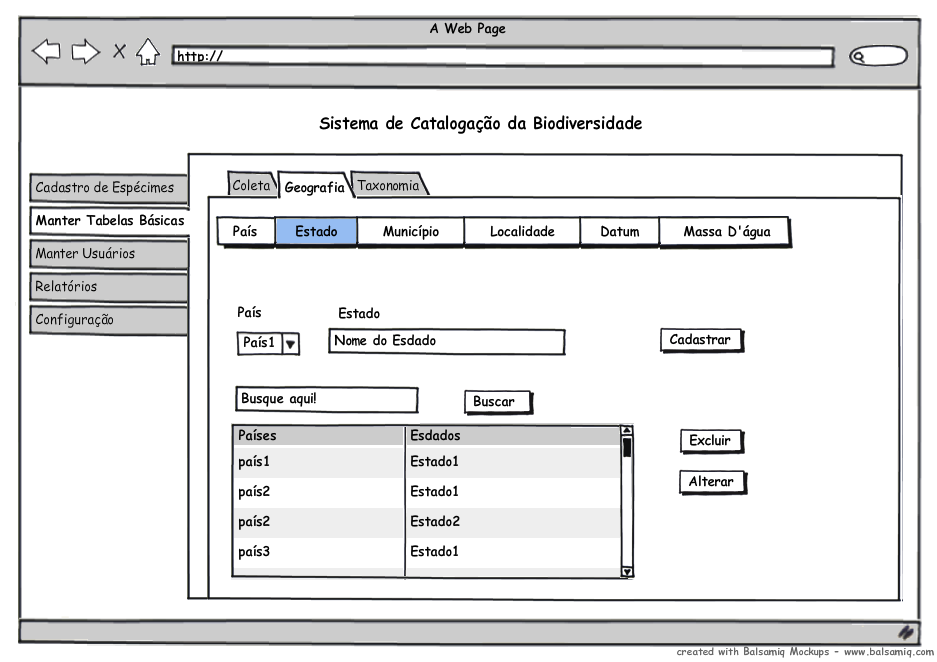 A Web Page
http://
Sistema de Catalogação da Biodiversidade
Cadastro de Espécimes
Manter Tabelas Básicas
Manter Usuários
Relatórios
Configuração
Coleta Geografia Taxonomia
País Estado Município Localidade Datum Massa D'água
País Estado
País1 Nome do Esdado Cadastrar
Busque aqui! Buscar
Países Esdados
país1 Estado1
país2 Estado1
país2 Estado2
país3 Estado1
Excluir
Alterar
created with Balsamiq Mockups - www.balsamiq.com